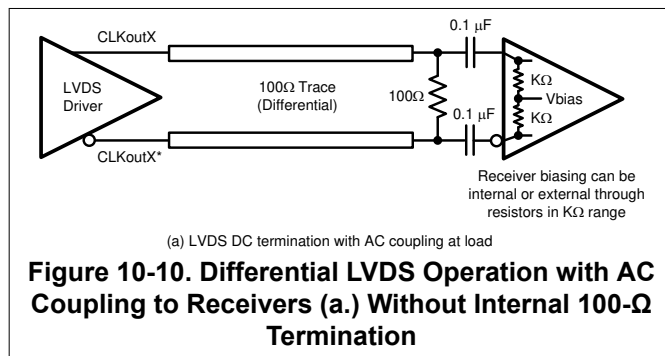 CLKoutX
0.1 µF
LVDS
Driver
100Ω Trace
(Differential)
100Ω
KΩ
Vbias
KΩ
0.1 µF
CLKoutX*
Receiver biasing can be
internal or external through
resistors in KΩ range
(a) LVDS DC termination with AC coupling at load
Figure 10-10. Differential LVDS Operation with AC
Coupling to Receivers (a.) Without Internal 100-Ω
Termination